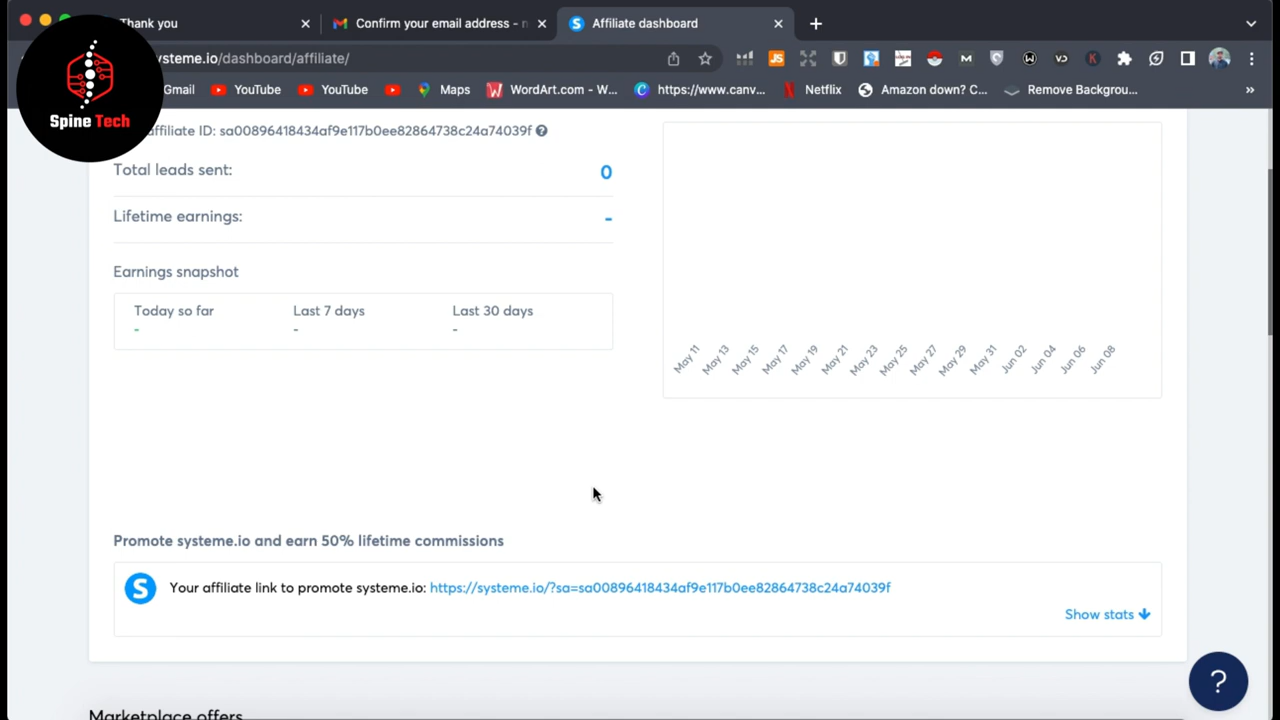 Thank you
Confirm your email address - n
Affiliate dashboard
systeme.io/dashboard/affiliate/
Gmail
YouTube
YouTube
Maps
WordArt.com - W...
https://www.canv...
Netflix
Amazon down? C...
Remove Backgrou...
»
Spine Tech
affiliate ID: sa00896418434af9e117b0ee82864738c24a74039f
Total leads sent:
0
Lifetime earnings:
-
Earnings snapshot
Today so far
Last 7 days
Last 30 days
-
-
-
May 11
May 13
May 15
May 17
May 19
May 21
May 23
May 25
May 27
May 29
May 31
Jun 02
Jun 04
Jun 06
Jun 08
Promote systeme.io and earn 50% lifetime commissions
S
Your affiliate link to promote systeme.io: https://systeme.io/?sa=sa00896418434af9e117b0ee82864738c24a74039f
Show stats
?
Marketplace offers